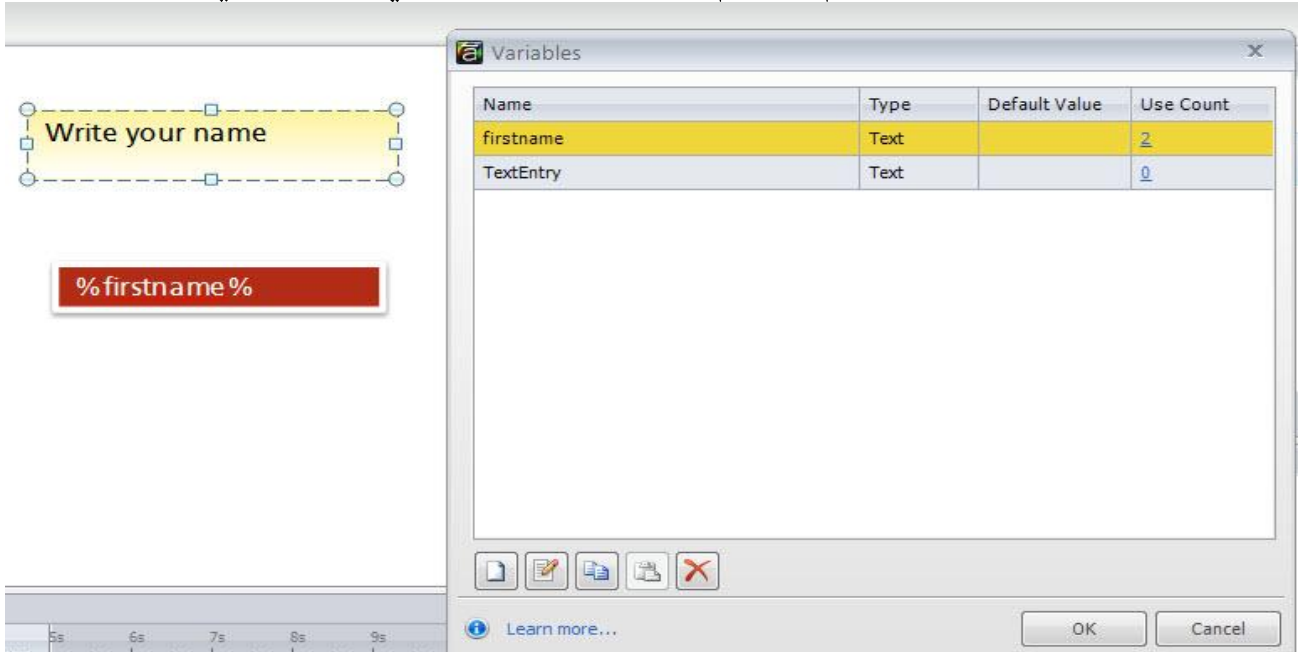 Variables
Name Type Default Value Use Count
firstname Text 2
TextEntry Text 0
Write your name
%firstname%
Learn more...
OK Cancel
5s 6s 7s 8s 9s